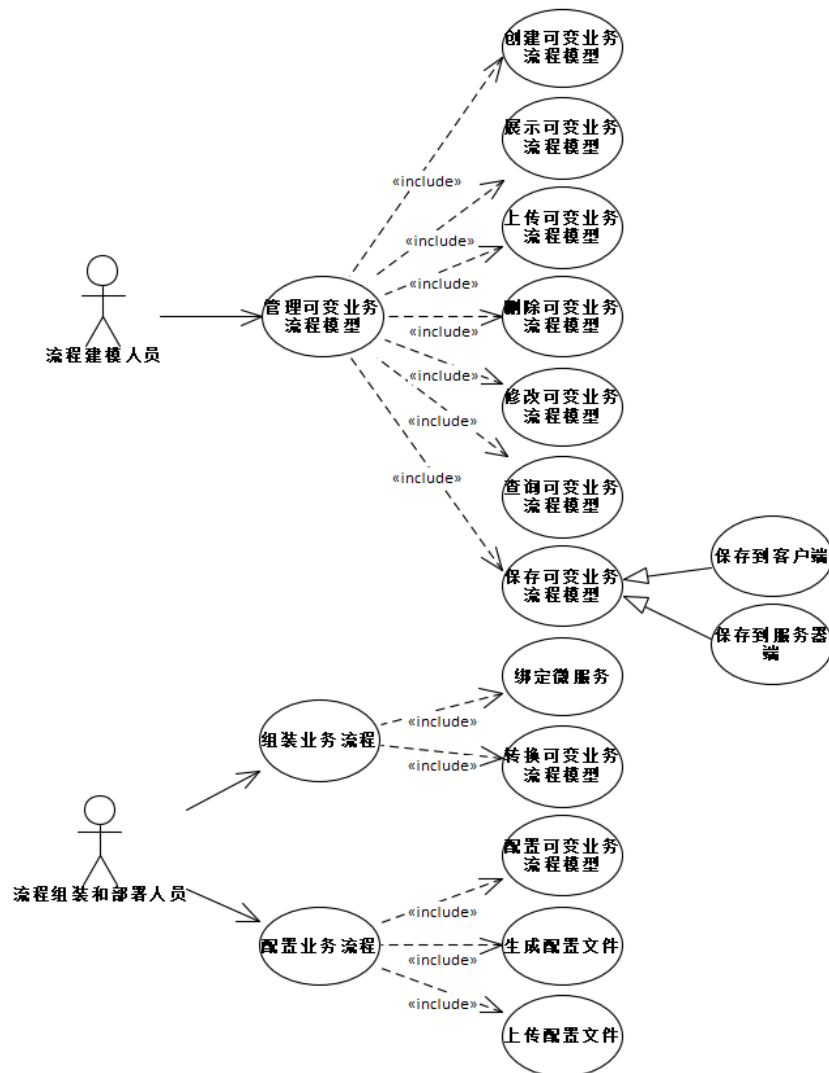 创建可变业务
流程模型
展示可变业务
流程模型
«include»
上传可变业务
流程模型
«include»
«include»
管理可变业务
流程模型
删除可变业务
流程模型
«include»
流程建模人员
«include»
修改可变业务
流程模型
«include»
查询可变业务
流程模型
«include»
保存可变业务
流程模型
保存到客户端
保存到服务器
端
绑定微服务
«include»
组装业务流程
«include»
转换可变业务
流程模型
流程组装和部署人员
配置可变业务
流程模型
«include»
配置业务流程
生成配置文件
«include»
«include»
上传配置文件